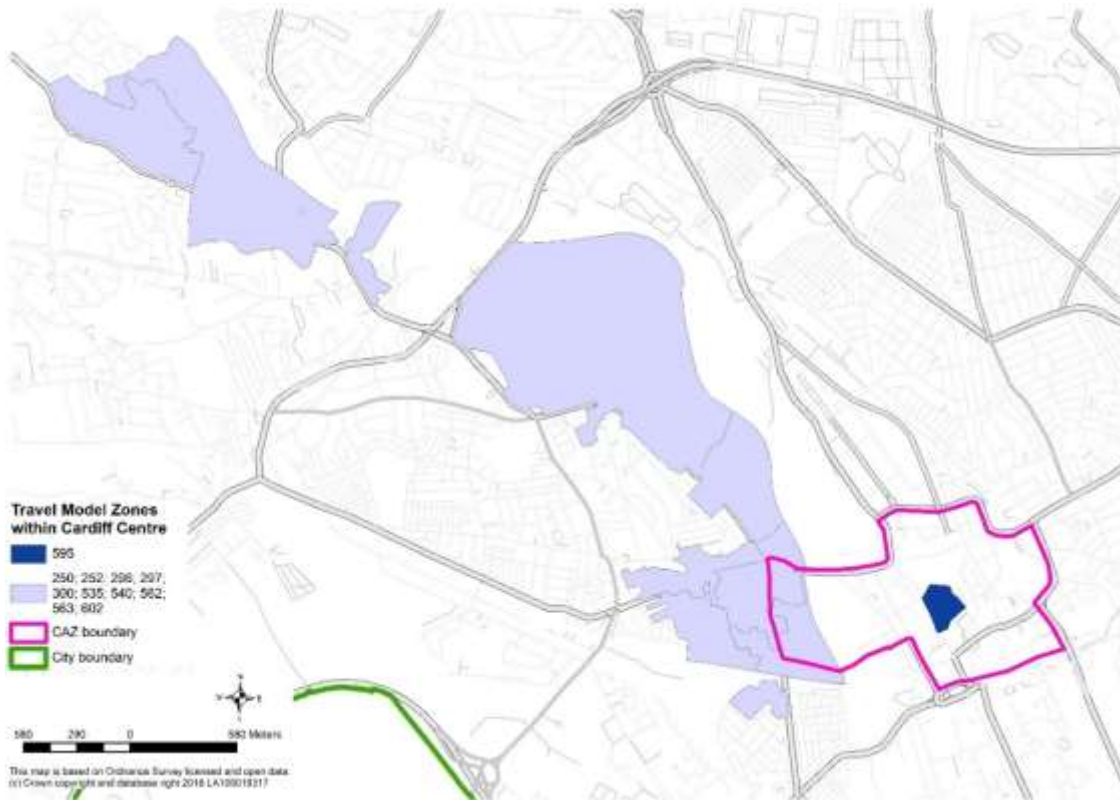 Travel Model Zones
within Cardiff Centre
595
250; 252; 296; 297;
300; 535; 540; 562;
563; 602
CAZ boundary
City boundary
N
W E
S
580 290 0 580 Meters
This map is based on Ordnance Survey licensed and open data
(c) Crown copyright and database right 2018